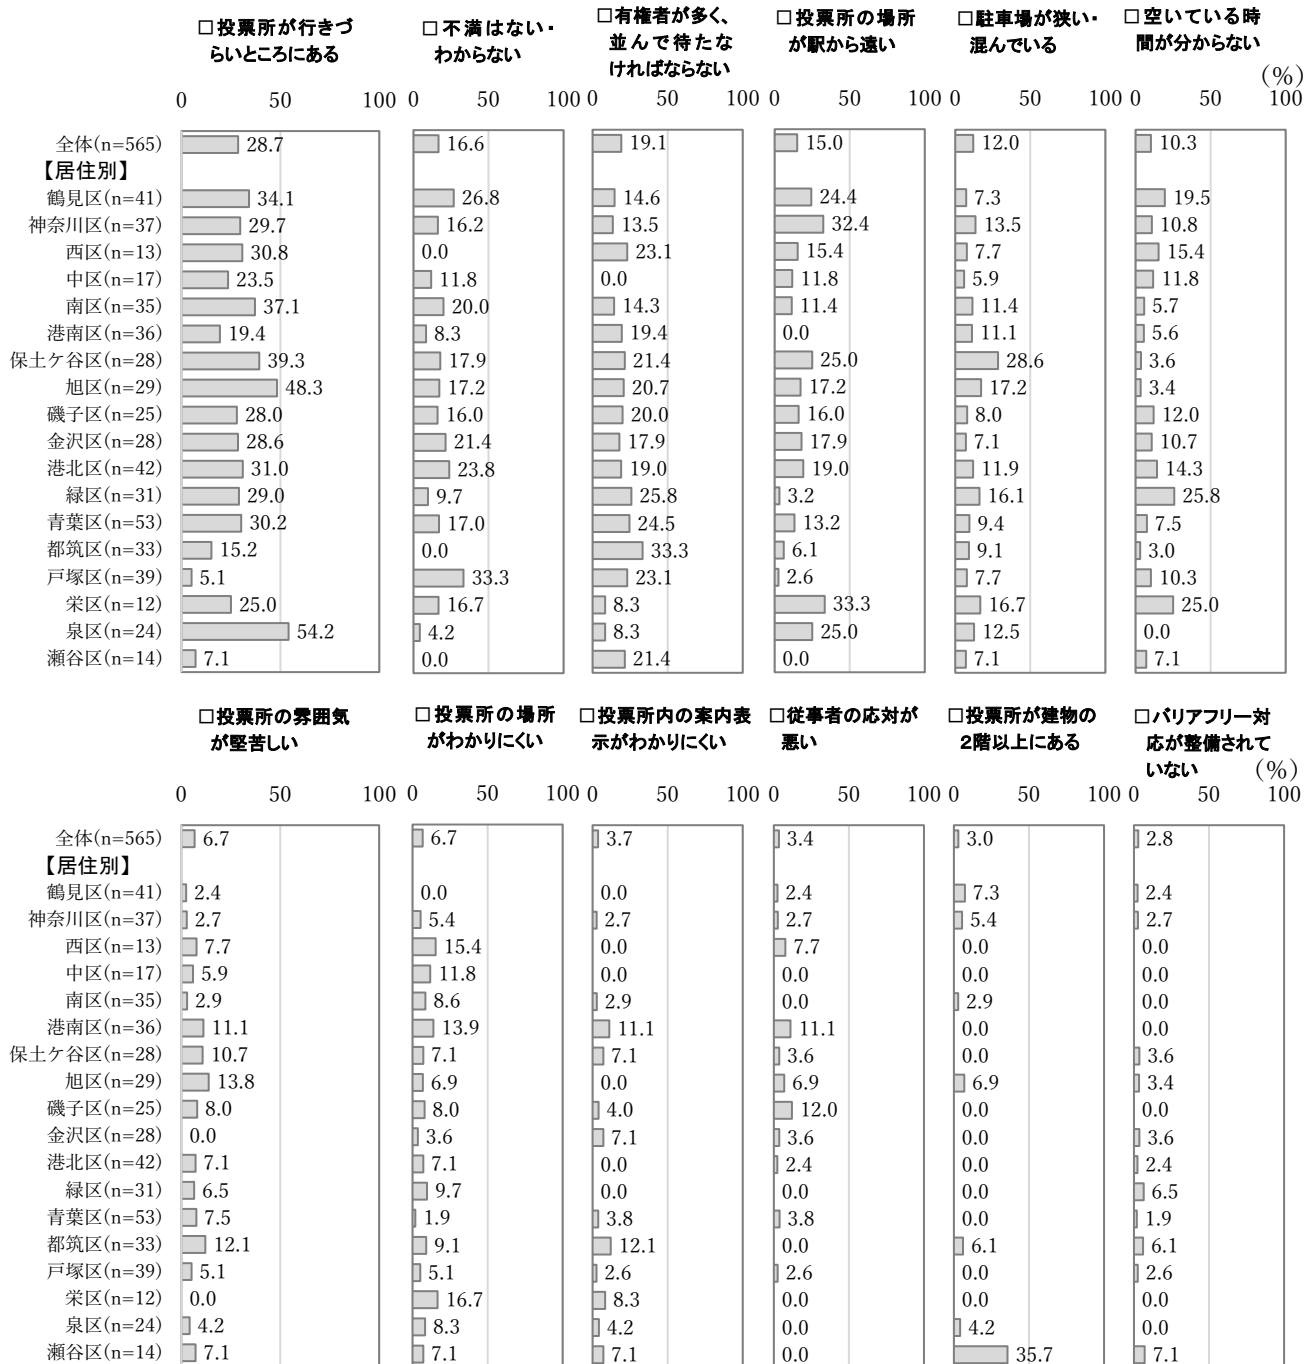 □投票所が行きづ
らいところにある
□不満はない・
わからない
□有権者が多く、
並んで待たな
ければならない
□投票所の場所
が駅から遠い
□駐車場が狭い・
混んでいる
□空いている時
間が分からない
(%)
0 50 100 0 50 100 0 50 100 0 50 100 0 50 100 0 50 100
全体(n=565) 28.7 16.6 19.1 15.0 12.0 10.3
【居住別】
鶴見区(n=41) 34.1 26.8 14.6 24.4 7.3 19.5
神奈川区(n=37) 29.7 16.2 13.5 32.4 13.5 10.8
西区(n=13) 30.8 0.0 23.1 15.4 7.7 15.4
中区(n=17) 23.5 11.8 0.0 11.8 5.9 11.8
南区(n=35) 37.1 20.0 14.3 11.4 11.4 5.7
港南区(n=36) 19.4 8.3 19.4 0.0 11.1 5.6
保土ケ谷区(n=28) 39.3 17.9 21.4 25.0 28.6 3.6
旭区(n=29) 48.3 17.2 20.7 17.2 17.2 3.4
磯子区(n=25) 28.0 16.0 20.0 16.0 8.0 12.0
金沢区(n=28) 28.6 21.4 17.9 17.9 7.1 10.7
港北区(n=42) 31.0 23.8 19.0 19.0 11.9 14.3
緑区(n=31) 29.0 9.7 25.8 3.2 16.1 25.8
青葉区(n=53) 30.2 17.0 24.5 13.2 9.4 7.5
都筑区(n=33) 15.2 0.0 33.3 6.1 9.1 3.0
戸塚区(n=39) 5.1 33.3 23.1 2.6 7.7 10.3
栄区(n=12) 25.0 16.7 8.3 33.3 16.7 25.0
泉区(n=24) 54.2 4.2 8.3 25.0 12.5 0.0
瀬谷区(n=14) 7.1 0.0 21.4 0.0 7.1 7.1
□投票所の雰囲気
が堅苦しい
□投票所の場所
がわかりにくい
□投票所内の案内表
示がわかりにくい
□従事者の応対が
悪い
□投票所が建物の
2階以上にある
□バリアフリー対
応が整備されて
いない
(%)
0 50 100 0 50 100 0 50 100 0 50 100 0 50 100 0 50 100
全体(n=565) 6.7 6.7 3.7 3.4 3.0 2.8
【居住別】
鶴見区(n=41) 2.4 0.0 0.0 2.4 7.3 2.4
神奈川区(n=37) 2.7 5.4 2.7 2.7 5.4 2.7
西区(n=13) 7.7 15.4 0.0 7.7 0.0 0.0
中区(n=17) 5.9 11.8 0.0 0.0 0.0 0.0
南区(n=35) 2.9 8.6 2.9 0.0 2.9 0.0
港南区(n=36) 11.1 13.9 11.1 11.1 0.0 0.0
保土ケ谷区(n=28) 10.7 7.1 7.1 3.6 0.0 3.6
旭区(n=29) 13.8 6.9 0.0 6.9 6.9 3.4
磯子区(n=25) 8.0 8.0 4.0 12.0 0.0 0.0
金沢区(n=28) 0.0 3.6 7.1 3.6 0.0 3.6
港北区(n=42) 7.1 7.1 0.0 2.4 0.0 2.4
緑区(n=31) 6.5 9.7 0.0 0.0 0.0 6.5
青葉区(n=53) 7.5 1.9 3.8 3.8 0.0 1.9
都筑区(n=33) 12.1 9.1 12.1 0.0 6.1 6.1
戸塚区(n=39) 5.1 5.1 2.6 2.6 0.0 2.6
栄区(n=12) 0.0 16.7 8.3 0.0 0.0 0.0
泉区(n=24) 4.2 8.3 4.2 0.0 4.2 0.0
瀬谷区(n=14) 7.1 7.1 7.1 0.0 35.7 7.1